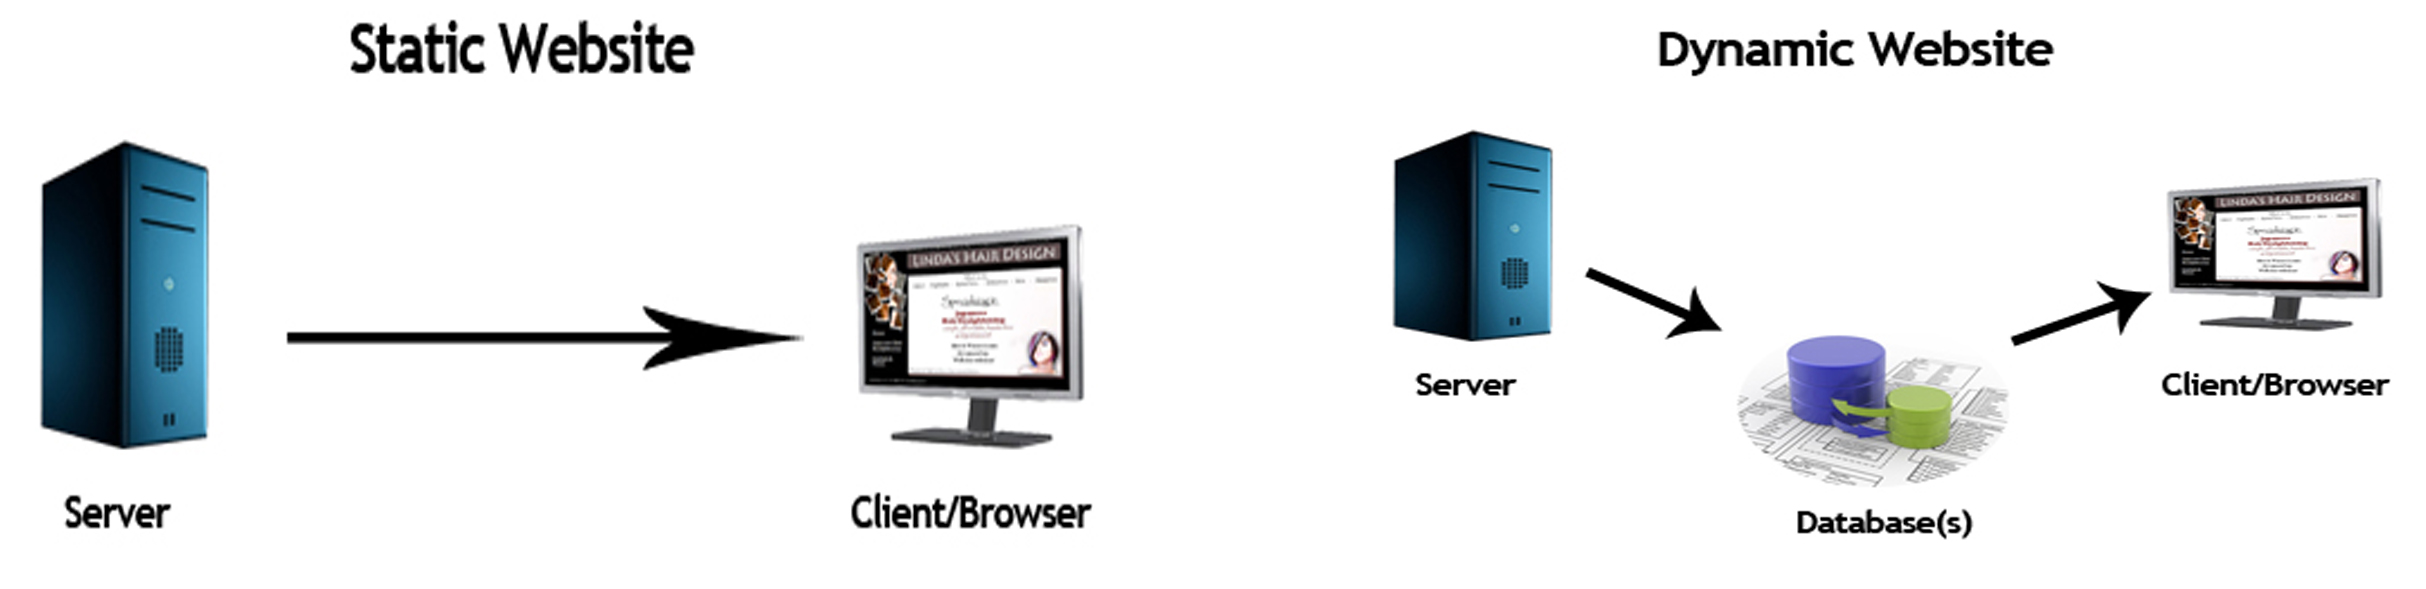 Static Website
LINDA'S HAIR DESIGN
Server
Client/Browser
Dynamic Website
LINDA'S HAIR DESIGN
Server
Client/Browser
Database(s)